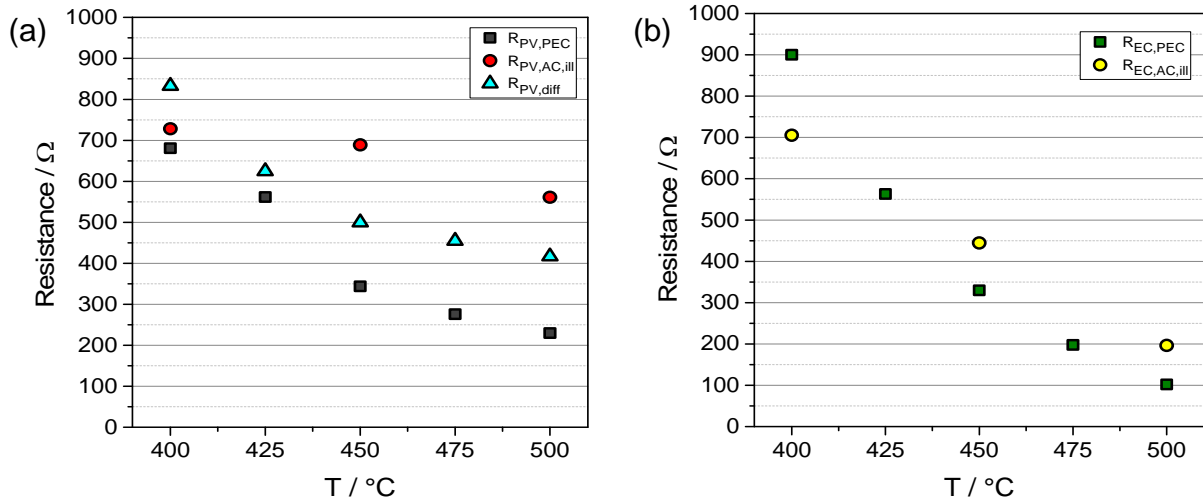 (a)
1000
900
800
700
600
500
400
300
200
100
0
Resistance / Ω
R_PV,PEC
R_PV,AC,ill
R_PV,diff
400 425 450 475 500
T / °C
(b)
1000
900
800
700
600
500
400
300
200
100
0
Resistance / Ω
R_EC,PEC
R_EC,AC,ill
400 425 450 475 500
T / °C